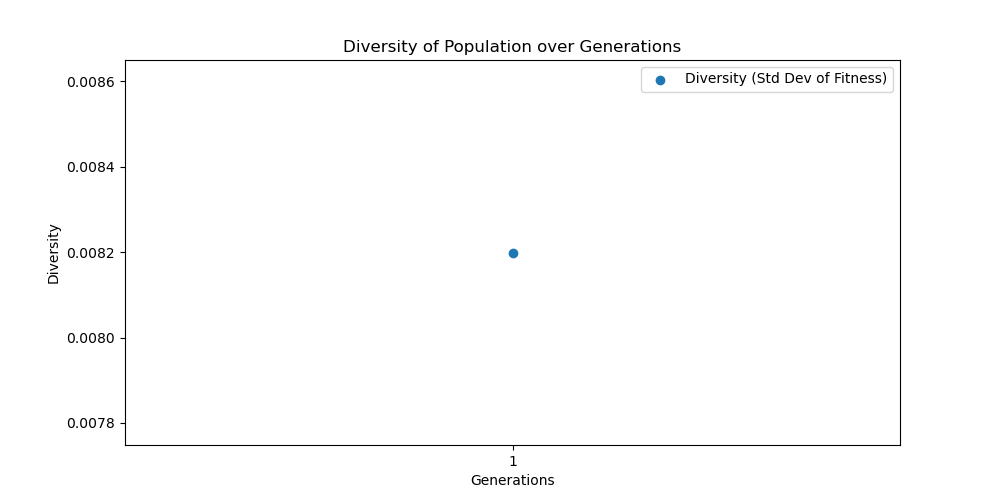 Diversity of Population over Generations
Diversity (Std Dev of Fitness)
0.0086
0.0084
0.0082
0.0080
0.0078
Diversity
1
Generations